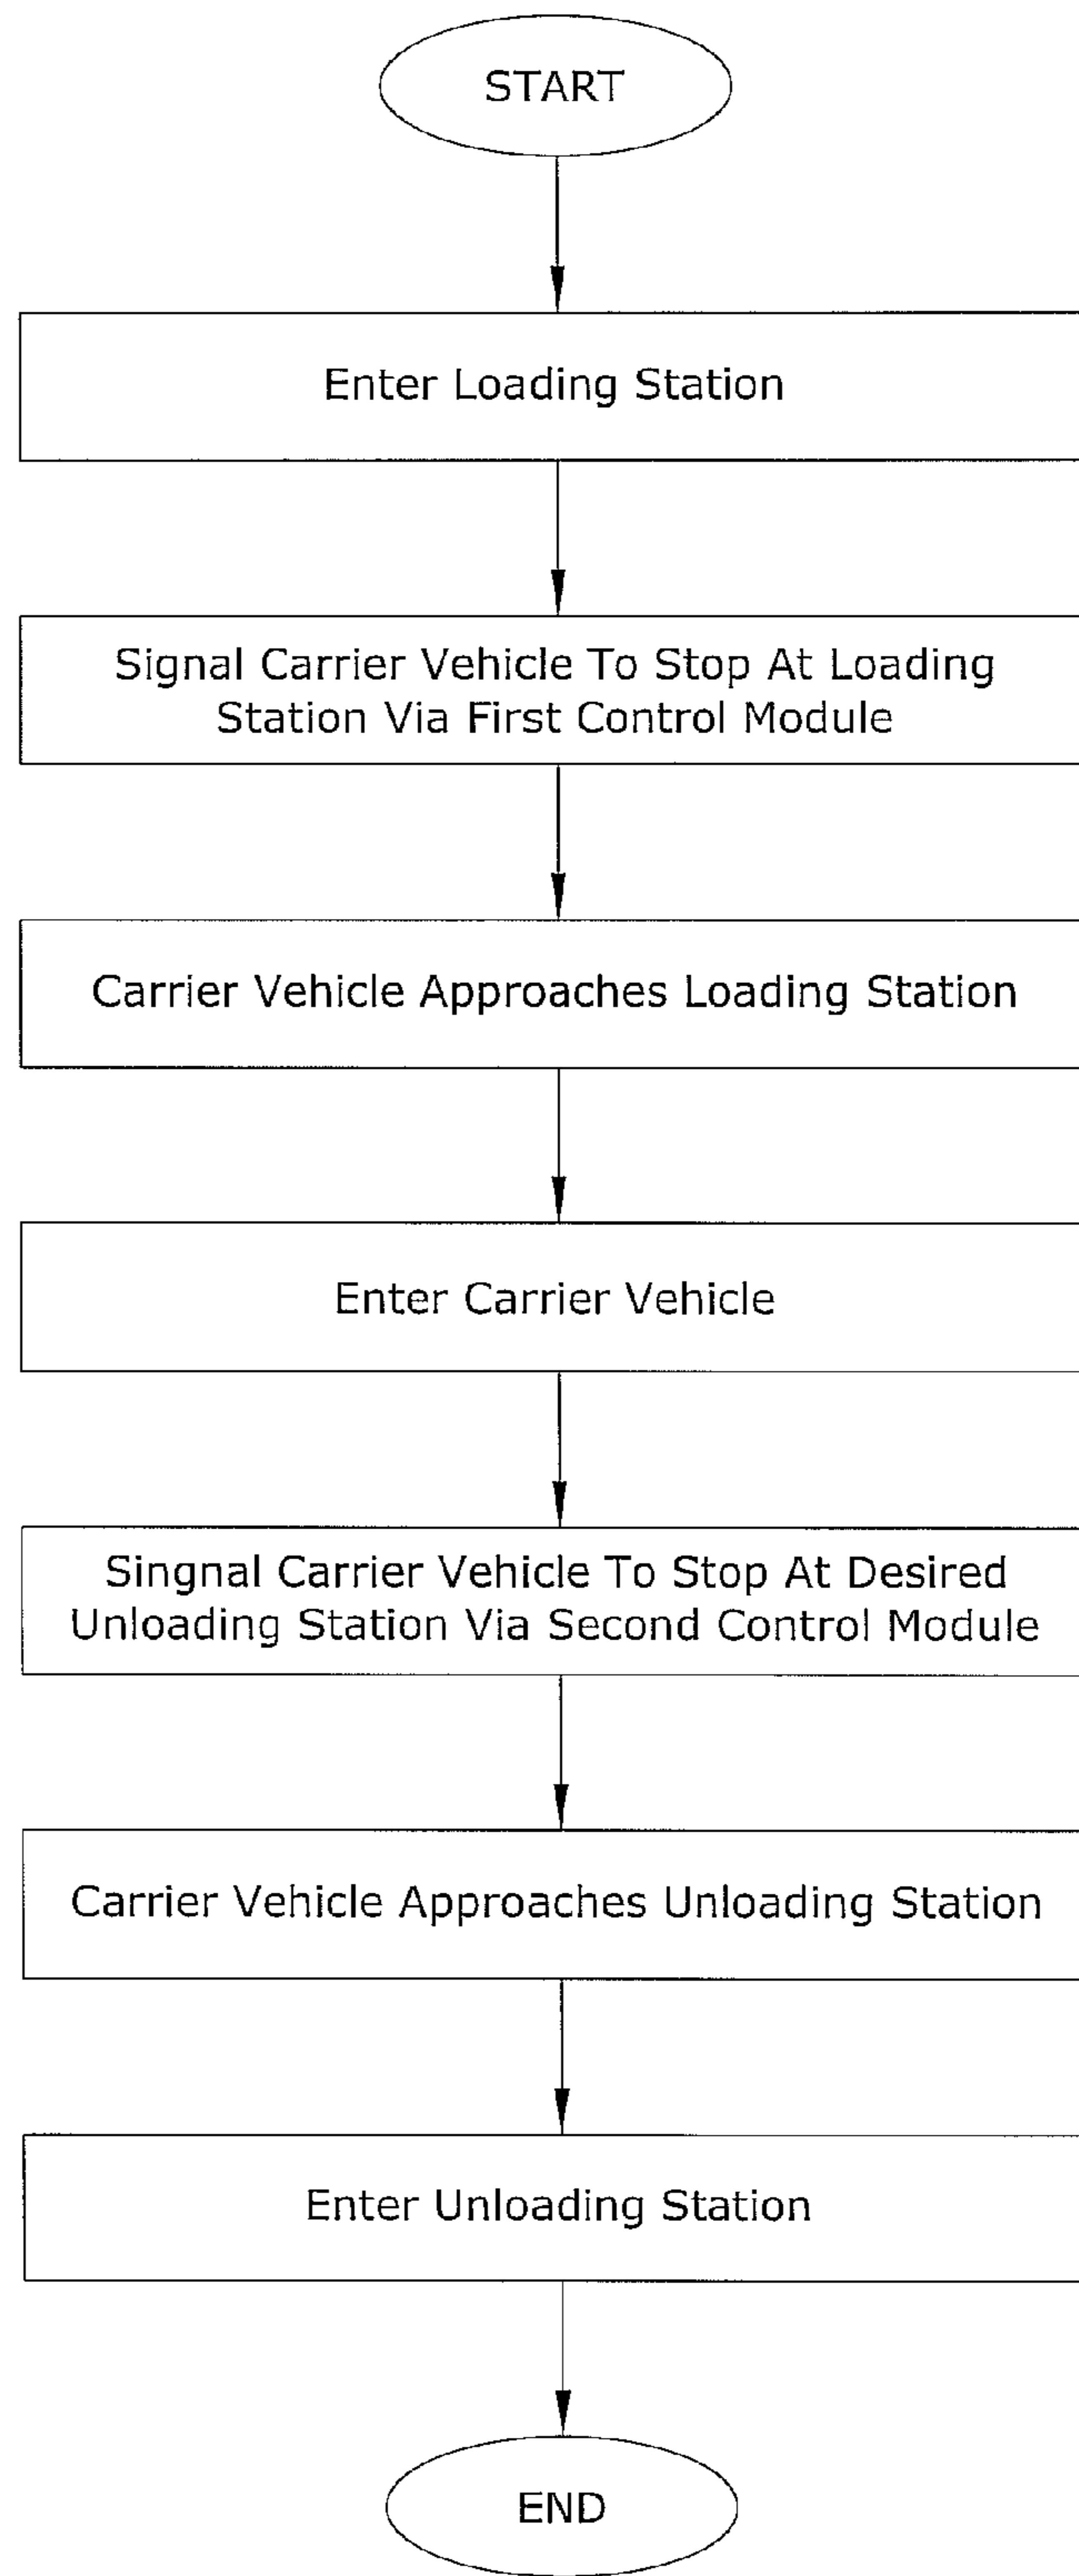 START
Enter Loading Station
Signal Carrier Vehicle To Stop At Loading
Station Via First Control Module
Carrier Vehicle Approaches Loading Station
Enter Carrier Vehicle
Singnal Carrier Vehicle To Stop At Desired
Unloading Station Via Second Control Module
Carrier Vehicle Approaches Unloading Station
Enter Unloading Station
END